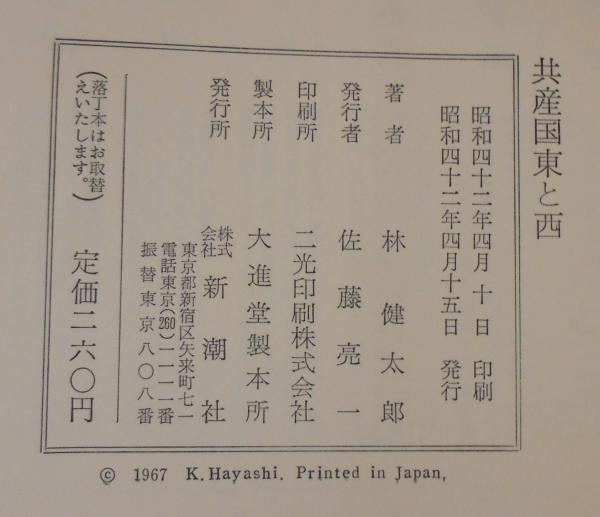 共産国東と西
昭和四十二年四月十日 印刷
昭和四十二年四月十五日 発行
著者 林健太郎
発行者 佐藤亮一
印刷所 二光印刷株式会社
製本所 大進堂製本所
発行所 株式会社 新潮社
東京都新宿区矢来町七一
電話東京(260)一一一一番
振替東京八〇八番
定価二六〇円
(落丁本はお取替
えいたします。)
© 1967 K. Hayashi. Printed in Japan,